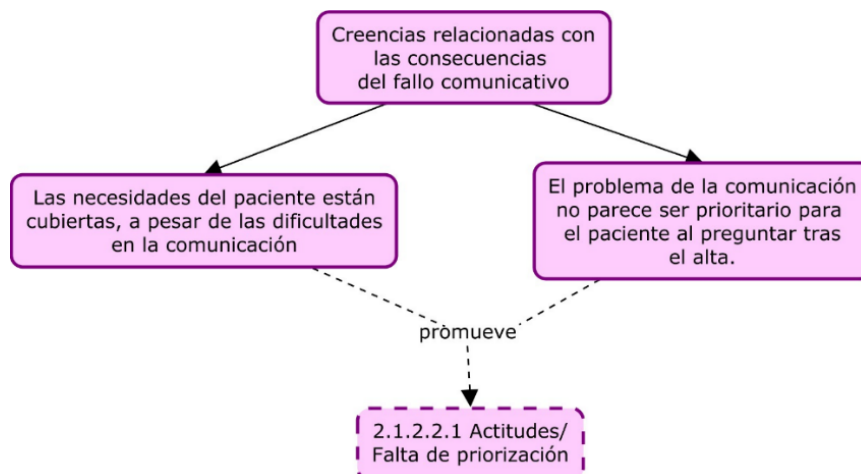 Creencias relacionadas con
las consecuencias
del fallo comunicativo
Las necesidades del paciente están
cubiertas, a pesar de las dificultades
en la comunicación
El problema de la comunicación
no parece ser prioritario para
el paciente al preguntar tras
el alta.
promueve
2.1.2.2.1 Actitudes/
Falta de priorización